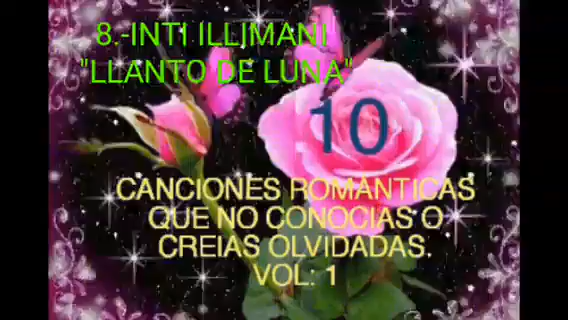 8.-INTI ILLIMANI
"LLANTO DE LUNA"
10
CANCIONES ROMANTICAS
QUE NO CONOCIAS O
CREIAS OLVIDADAS.
VOL: 1